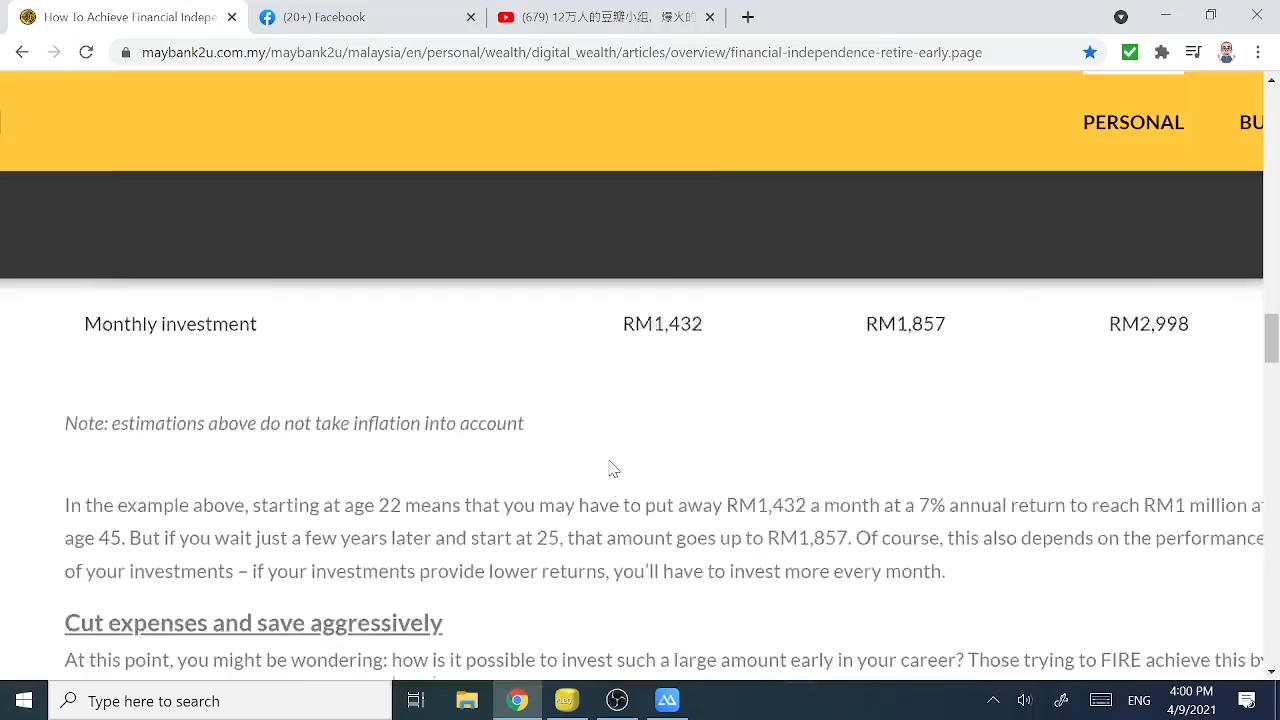 How To Achieve Financial Indepe
(20+) Facebook
(679) 12万人的豆瓣小组，爆火的
maybank2u.com.my/maybank2u/malaysia/en/personal/wealth/digital_wealth/articles/overview/financial-independence-retire-early.page
PERSONAL
BU
Monthly investment RM1,432 RM1,857 RM2,998
Note: estimations above do not take inflation into account
In the example above, starting at age 22 means that you may have to put away RM1,432 a month at a 7% annual return to reach RM1 million at
age 45. But if you wait just a few years later and start at 25, that amount goes up to RM1,857. Of course, this also depends on the performance
of your investments – if your investments provide lower returns, you’ll have to invest more every month.
Cut expenses and save aggressively
At this point, you might be wondering: how is it possible to invest such a large amount early in your career? Those trying to FIRE achieve this by
Type here to search
ENG
4:00 PM
4/9/2021